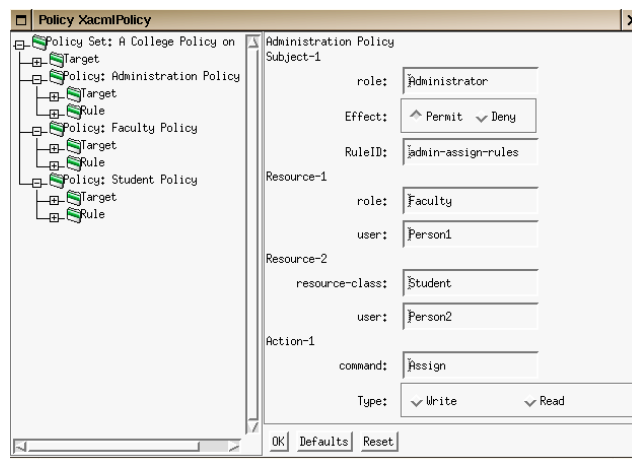 Policy XacmlPolicy
Policy Set: A College Policy on
Target
Policy: Administration Policy
Target
Rule
Policy: Faculty Policy
Target
Rule
Policy: Student Policy
Target
Rule
Administration Policy
Subject-1
role: Administrator
Effect: Permit Deny
RuleID: admin-assign-rules
Resource-1
role: Faculty
user: Person1
Resource-2
resource-class: Student
user: Person2
Action-1
command: Assign
Type: Write Read
OK Defaults Reset